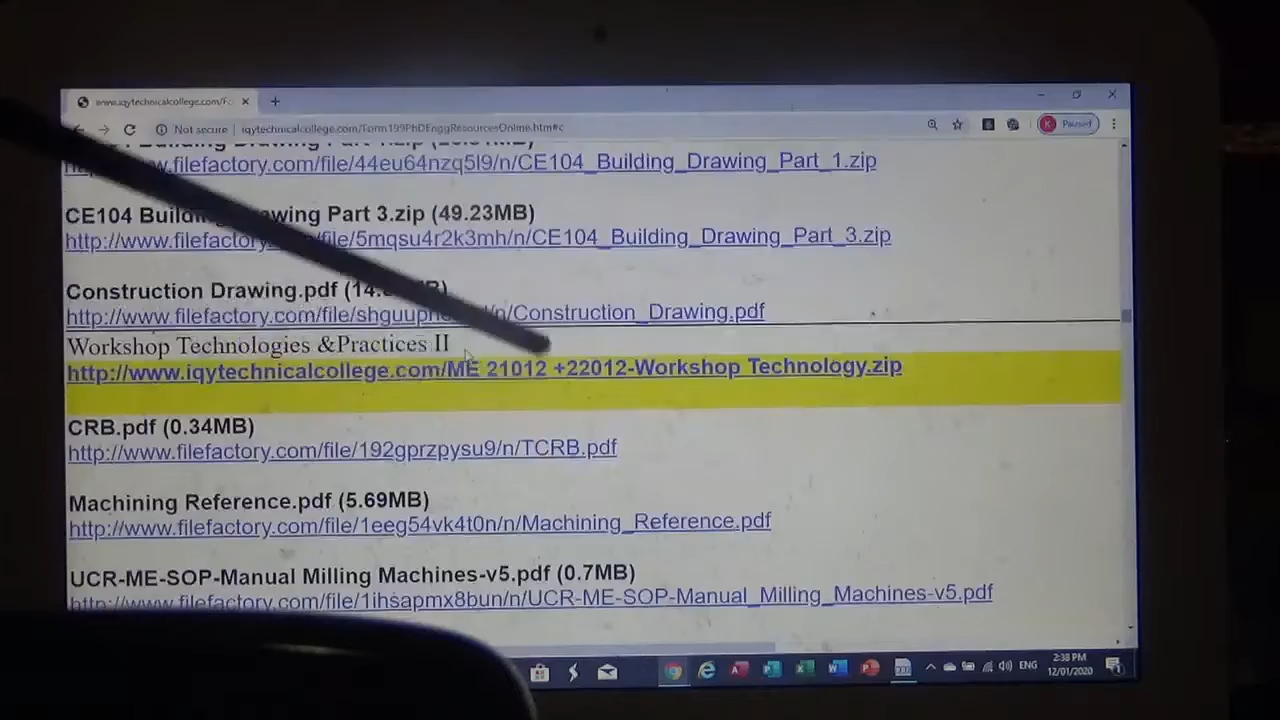 www.iqytechnicalcollege.com/Fo
Not secure | iqytechnicalcollege.com/Form199PhDEnggResourcesOnline.htm#c
Paused
.filefactory.com/file/44eu64nzq5l9/n/CE104_Building_Drawing_Part_1.zip
CE104 Building Drawing Part 3.zip (49.23MB)
http://www.filefactory.com/file/5mqsu4r2k3mh/n/CE104_Building_Drawing_Part_3.zip
Construction Drawing.pdf
http://www.filefactory.com/file/ /n/Construction_Drawing.pdf
Workshop Technologies &Practices II
http://www.iqytechnicalcollege.com/ME 21012 +22012-Workshop Technology.zip
CRB.pdf (0.34MB)
http://www.filefactory.com/file/192gprzpysu9/n/TCRB.pdf
Machining Reference.pdf (5.69MB)
http://www.filefactory.com/file/1eeg54vk4t0n/n/Machining_Reference.pdf
UCR-ME-SOP-Manual Milling Machines-v5.pdf (0.7MB)
http://www.filefactory.com/file/1ihsapmx8bun/n/UCR-ME-SOP-Manual_Milling_Machines-v5.pdf
ENG
2:38 PM
12/01/2020